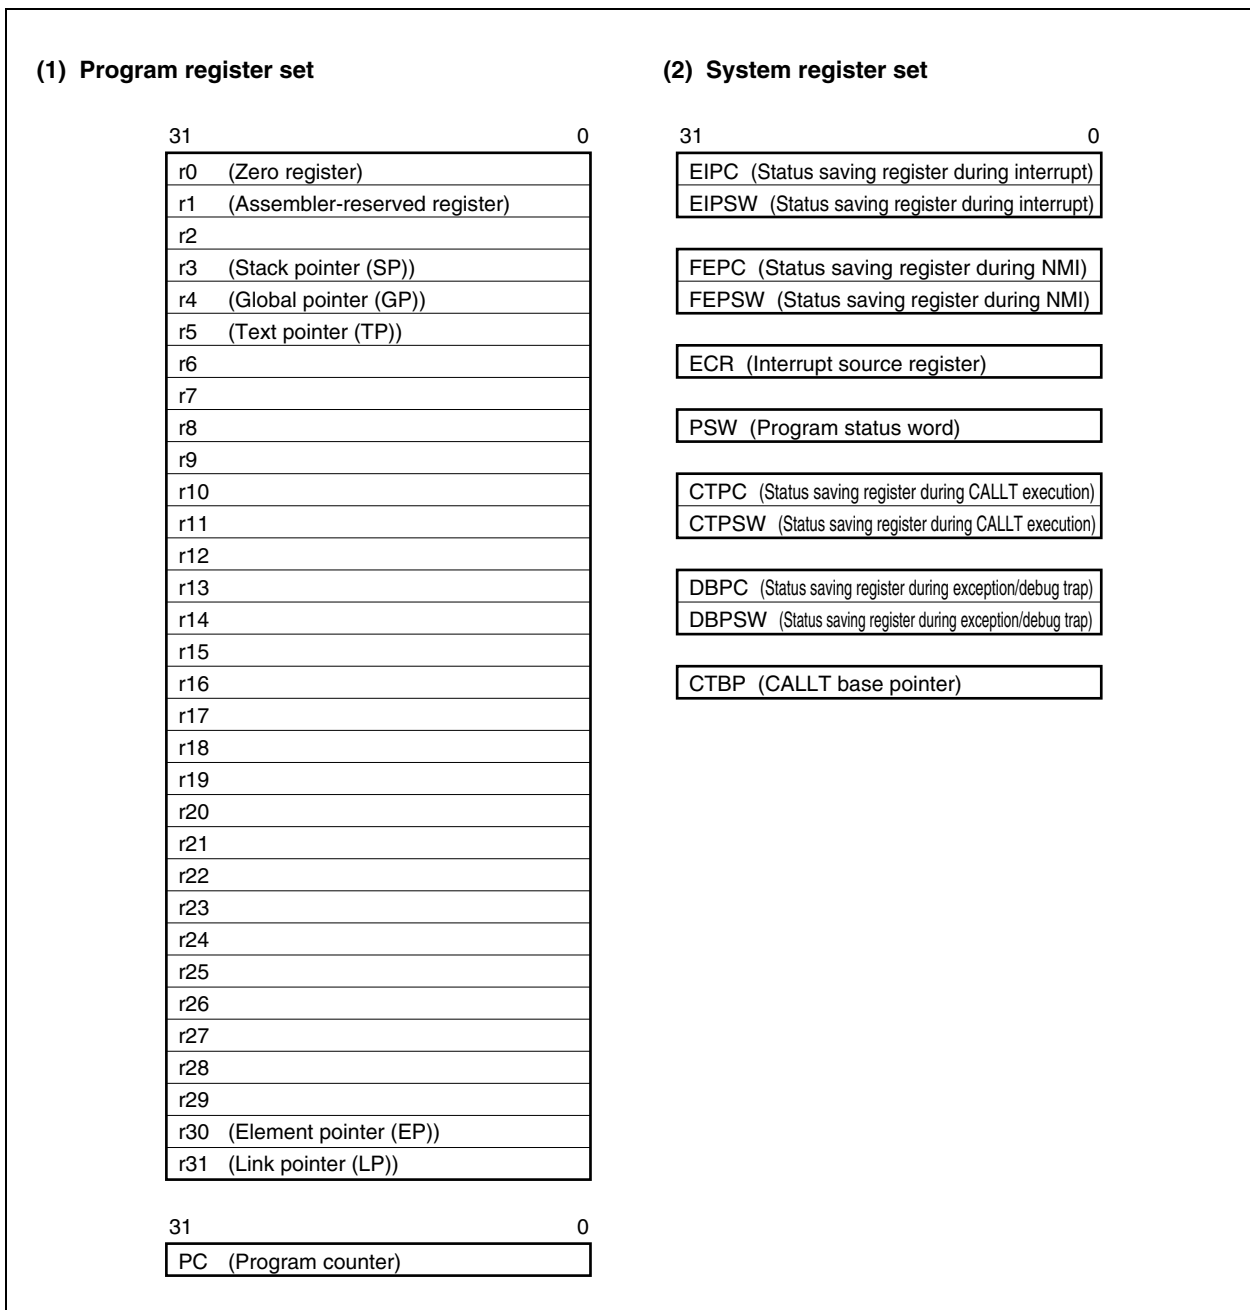 (1) Program register set
31 0
r0 (Zero register)
r1 (Assembler-reserved register)
r2
r3 (Stack pointer (SP))
r4 (Global pointer (GP))
r5 (Text pointer (TP))
r6
r7
r8
r9
r10
r11
r12
r13
r14
r15
r16
r17
r18
r19
r20
r21
r22
r23
r24
r25
r26
r27
r28
r29
r30 (Element pointer (EP))
r31 (Link pointer (LP))
31 0
PC (Program counter)
(2) System register set
31 0
EIPC (Status saving register during interrupt)
EIPSW (Status saving register during interrupt)
FEPC (Status saving register during NMI)
FEPSW (Status saving register during NMI)
ECR (Interrupt source register)
PSW (Program status word)
CTPC (Status saving register during CALLT execution)
CTPSW (Status saving register during CALLT execution)
DBPC (Status saving register during exception/debug trap)
DBPSW (Status saving register during exception/debug trap)
CTBP (CALLT base pointer)